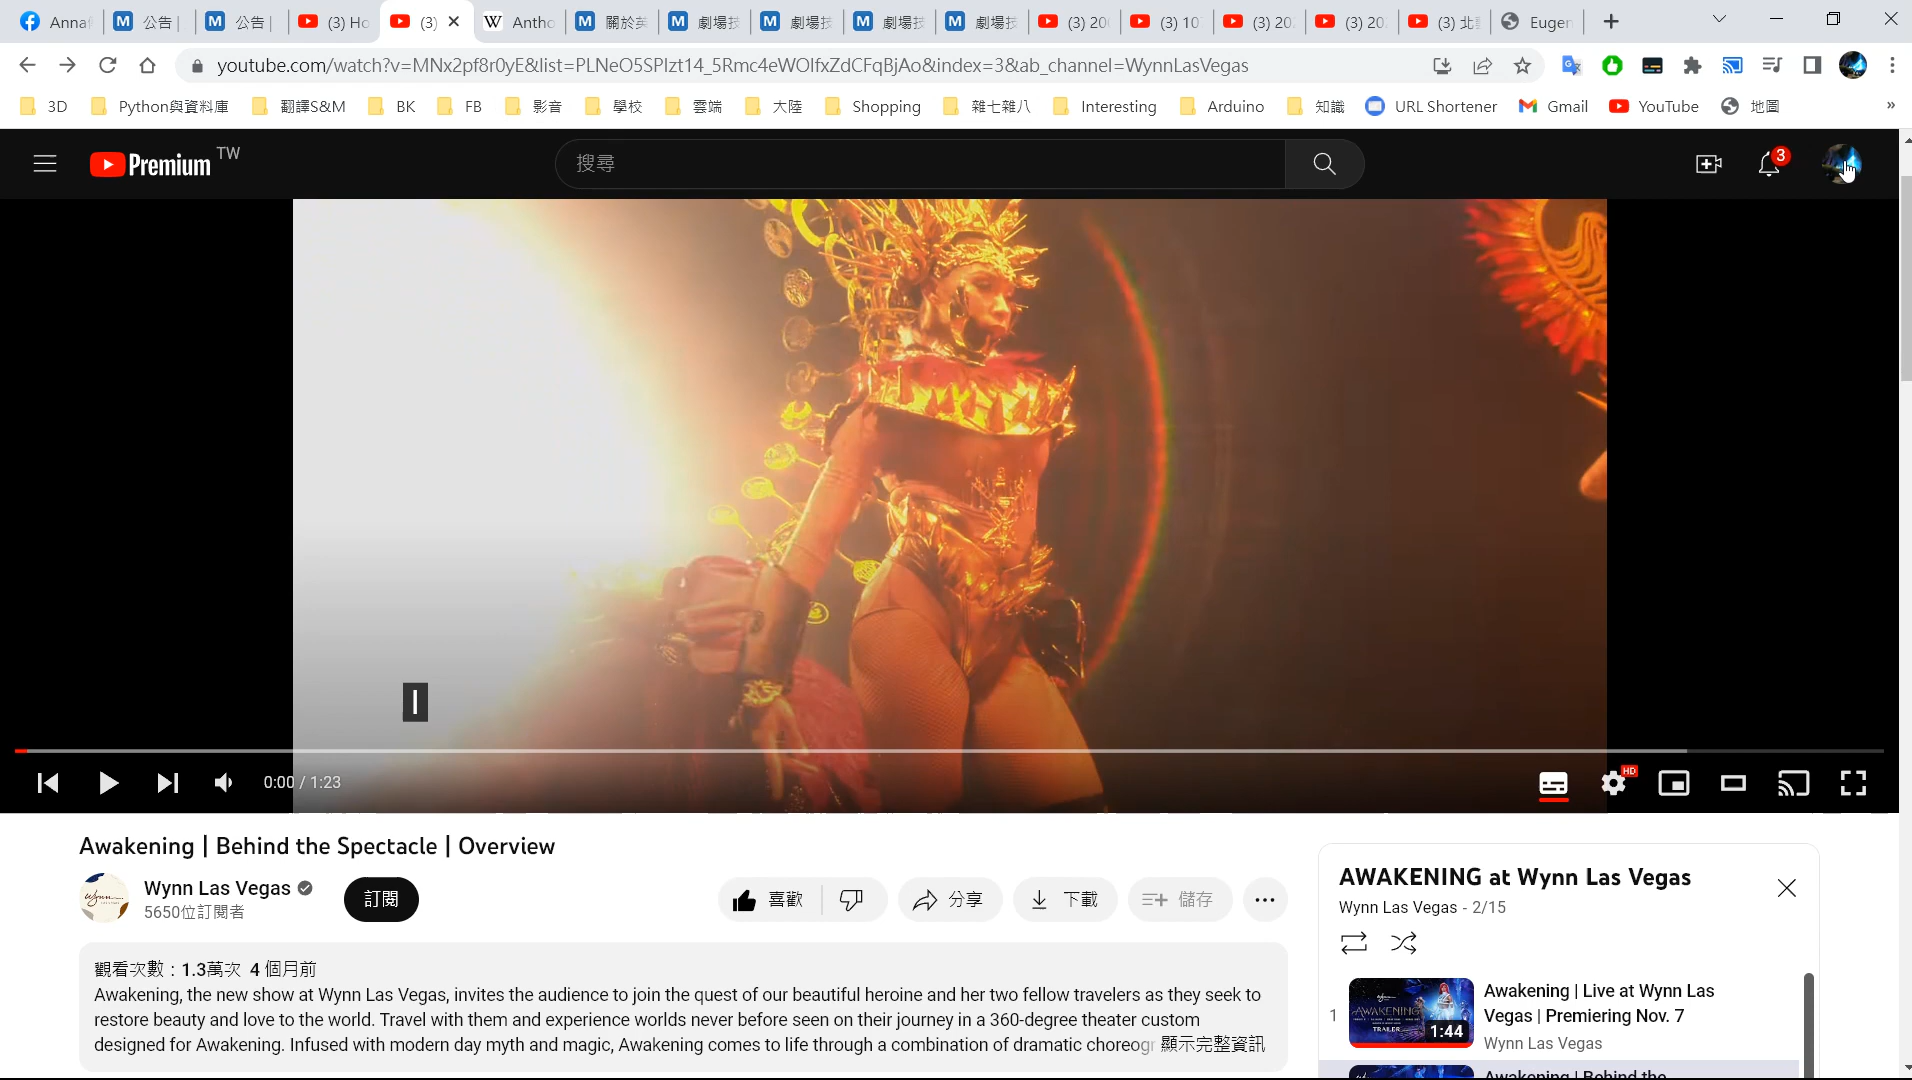 Anna
公告 |
公告 |
(3) Ho
(3)
Antho
關於英
劇場技
劇場技
劇場技
劇場技
(3) 20
(3) 10
(3) 20
(3) 20
(3) 北
Eugen
youtube.com/watch?v=MNx2pf8r0yE&list=PLNeO5SPIzt14_5Rmc4eWOIfxZdCFqBjAo&index=3&ab_channel=WynnLasVegas
3D
Python與資料庫
翻譯S&M
BK
FB
影音
學校
雲端
大陸
Shopping
雜七雜八
Interesting
Arduino
知識
URL Shortener
Gmail
YouTube
地圖
»
Premium TW
搜尋
3
I
0:00 / 1:23
HD
Awakening | Behind the Spectacle | Overview
Wynn Las Vegas
5650位訂閱者
訂閱
喜歡
分享
下載
儲存
觀看次數：1.3萬次 4 個月前
Awakening, the new show at Wynn Las Vegas, invites the audience to join the quest of our beautiful heroine and her two fellow travelers as they seek to
restore beauty and love to the world. Travel with them and experience worlds never before seen on their journey in a 360-degree theater custom
designed for Awakening. Infused with modern day myth and magic, Awakening comes to life through a combination of dramatic choreogr 顯示完整資訊
AWAKENING at Wynn Las Vegas
Wynn Las Vegas - 2/15
1
AWAKENING
TRAILER
1:44
Awakening | Live at Wynn Las
Vegas | Premiering Nov. 7
Wynn Las Vegas
Awakening | Behind the